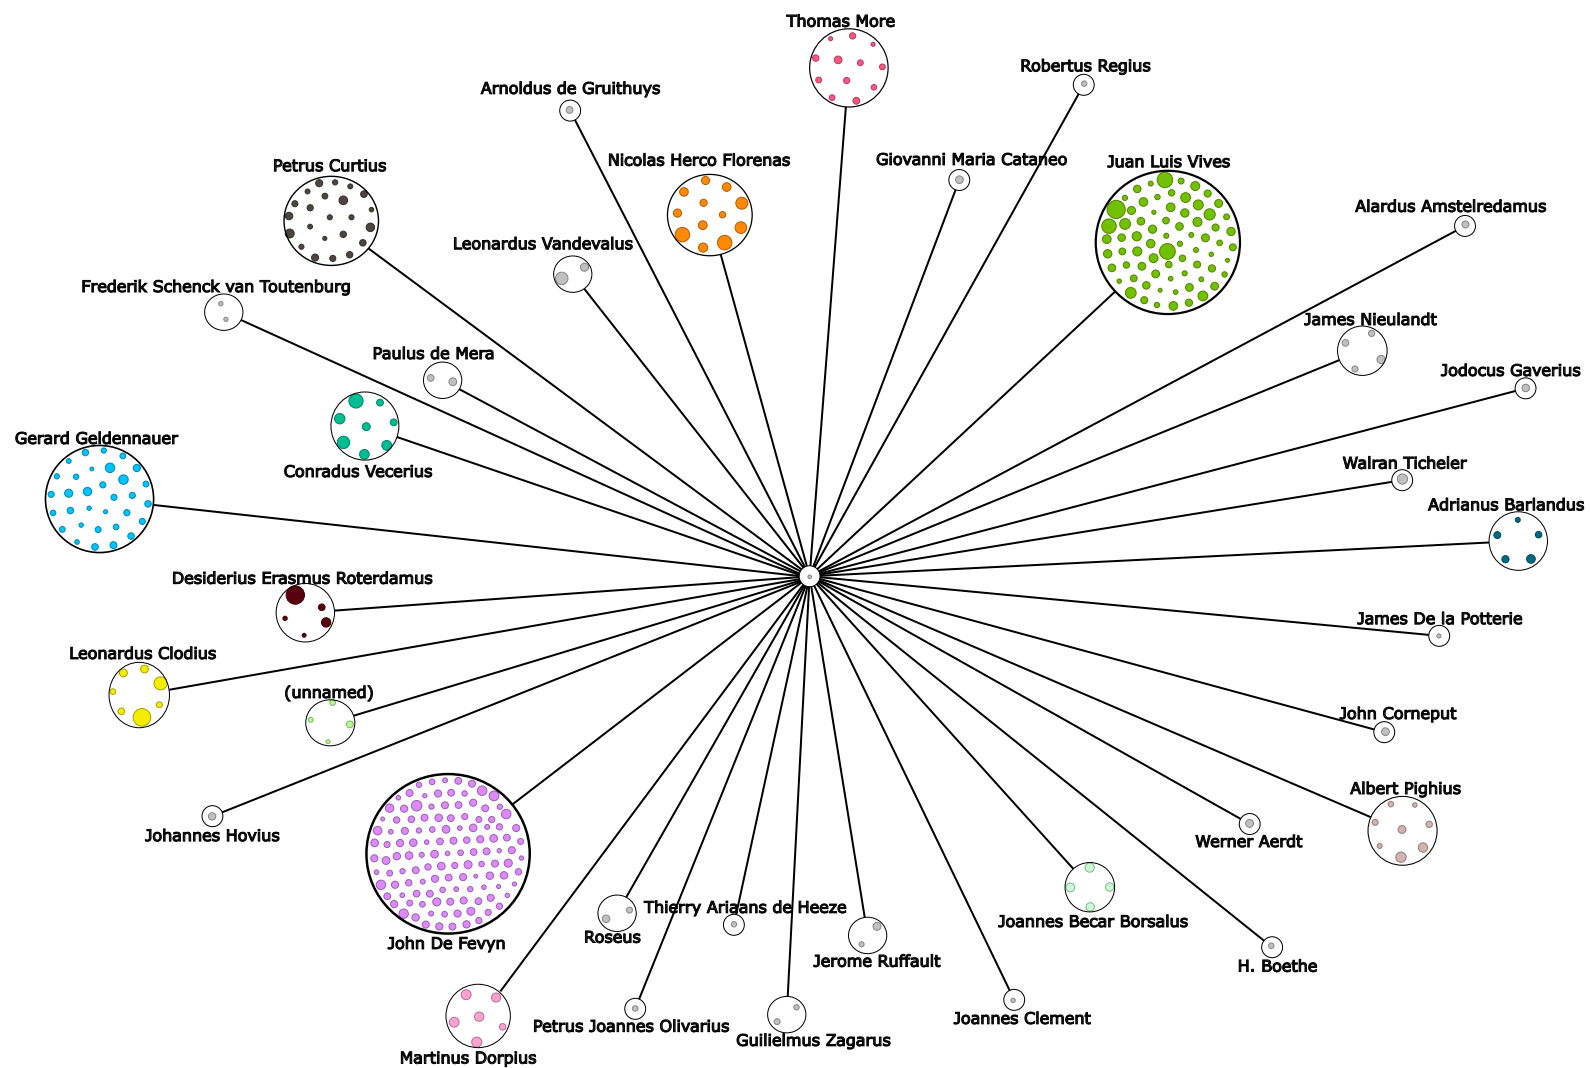 Thomas More
Robertus Regius
Arnoldus de Gruithuys
Nicolas Herco Florenas
Giovanni Maria Cataneo
Juan Luis Vives
Petrus Curtius
Alardus Amstelredamus
Leonardus Vandevalus
Frederik Schenck van Toutenburg
James Nieulandt
Paulus de Mera
Jodocus Gaverius
Gerard Geldennauer
Conradus Vecerius
Walran Ticheler
Adrianus Barlandus
Desiderius Erasmus Roterdamus
James De la Potterie
Leonardus Clodius
(unnamed)
John Corneput
Albert Pighius
Johannes Hovius
Werner Aerdt
Thierry Ariaans de Heeze
Joannes Becar Borsalus
Roseus
John De Fevyn
Jerome Ruffault
H. Boethe
Joannes Clement
Petrus Joannes Olivarius
Guilielmus Zagarus
Martinus Dorpius